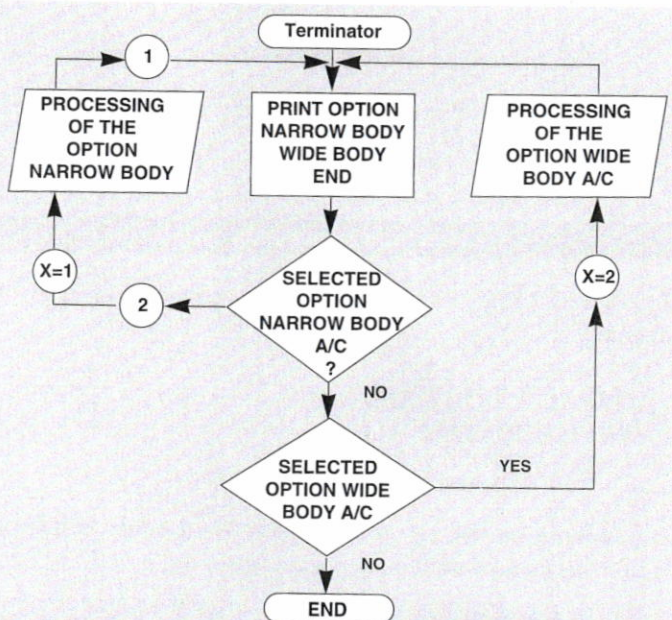 Terminator
1
PROCESSING
OF THE
OPTION
NARROW BODY
PRINT OPTION
NARROW BODY
WIDE BODY
END
PROCESSING
OF THE
OPTION WIDE
BODY A/C
X=1
2
SELECTED
OPTION
NARROW BODY
A/C
?
X=2
NO
SELECTED
OPTION WIDE
BODY A/C
YES
NO
END